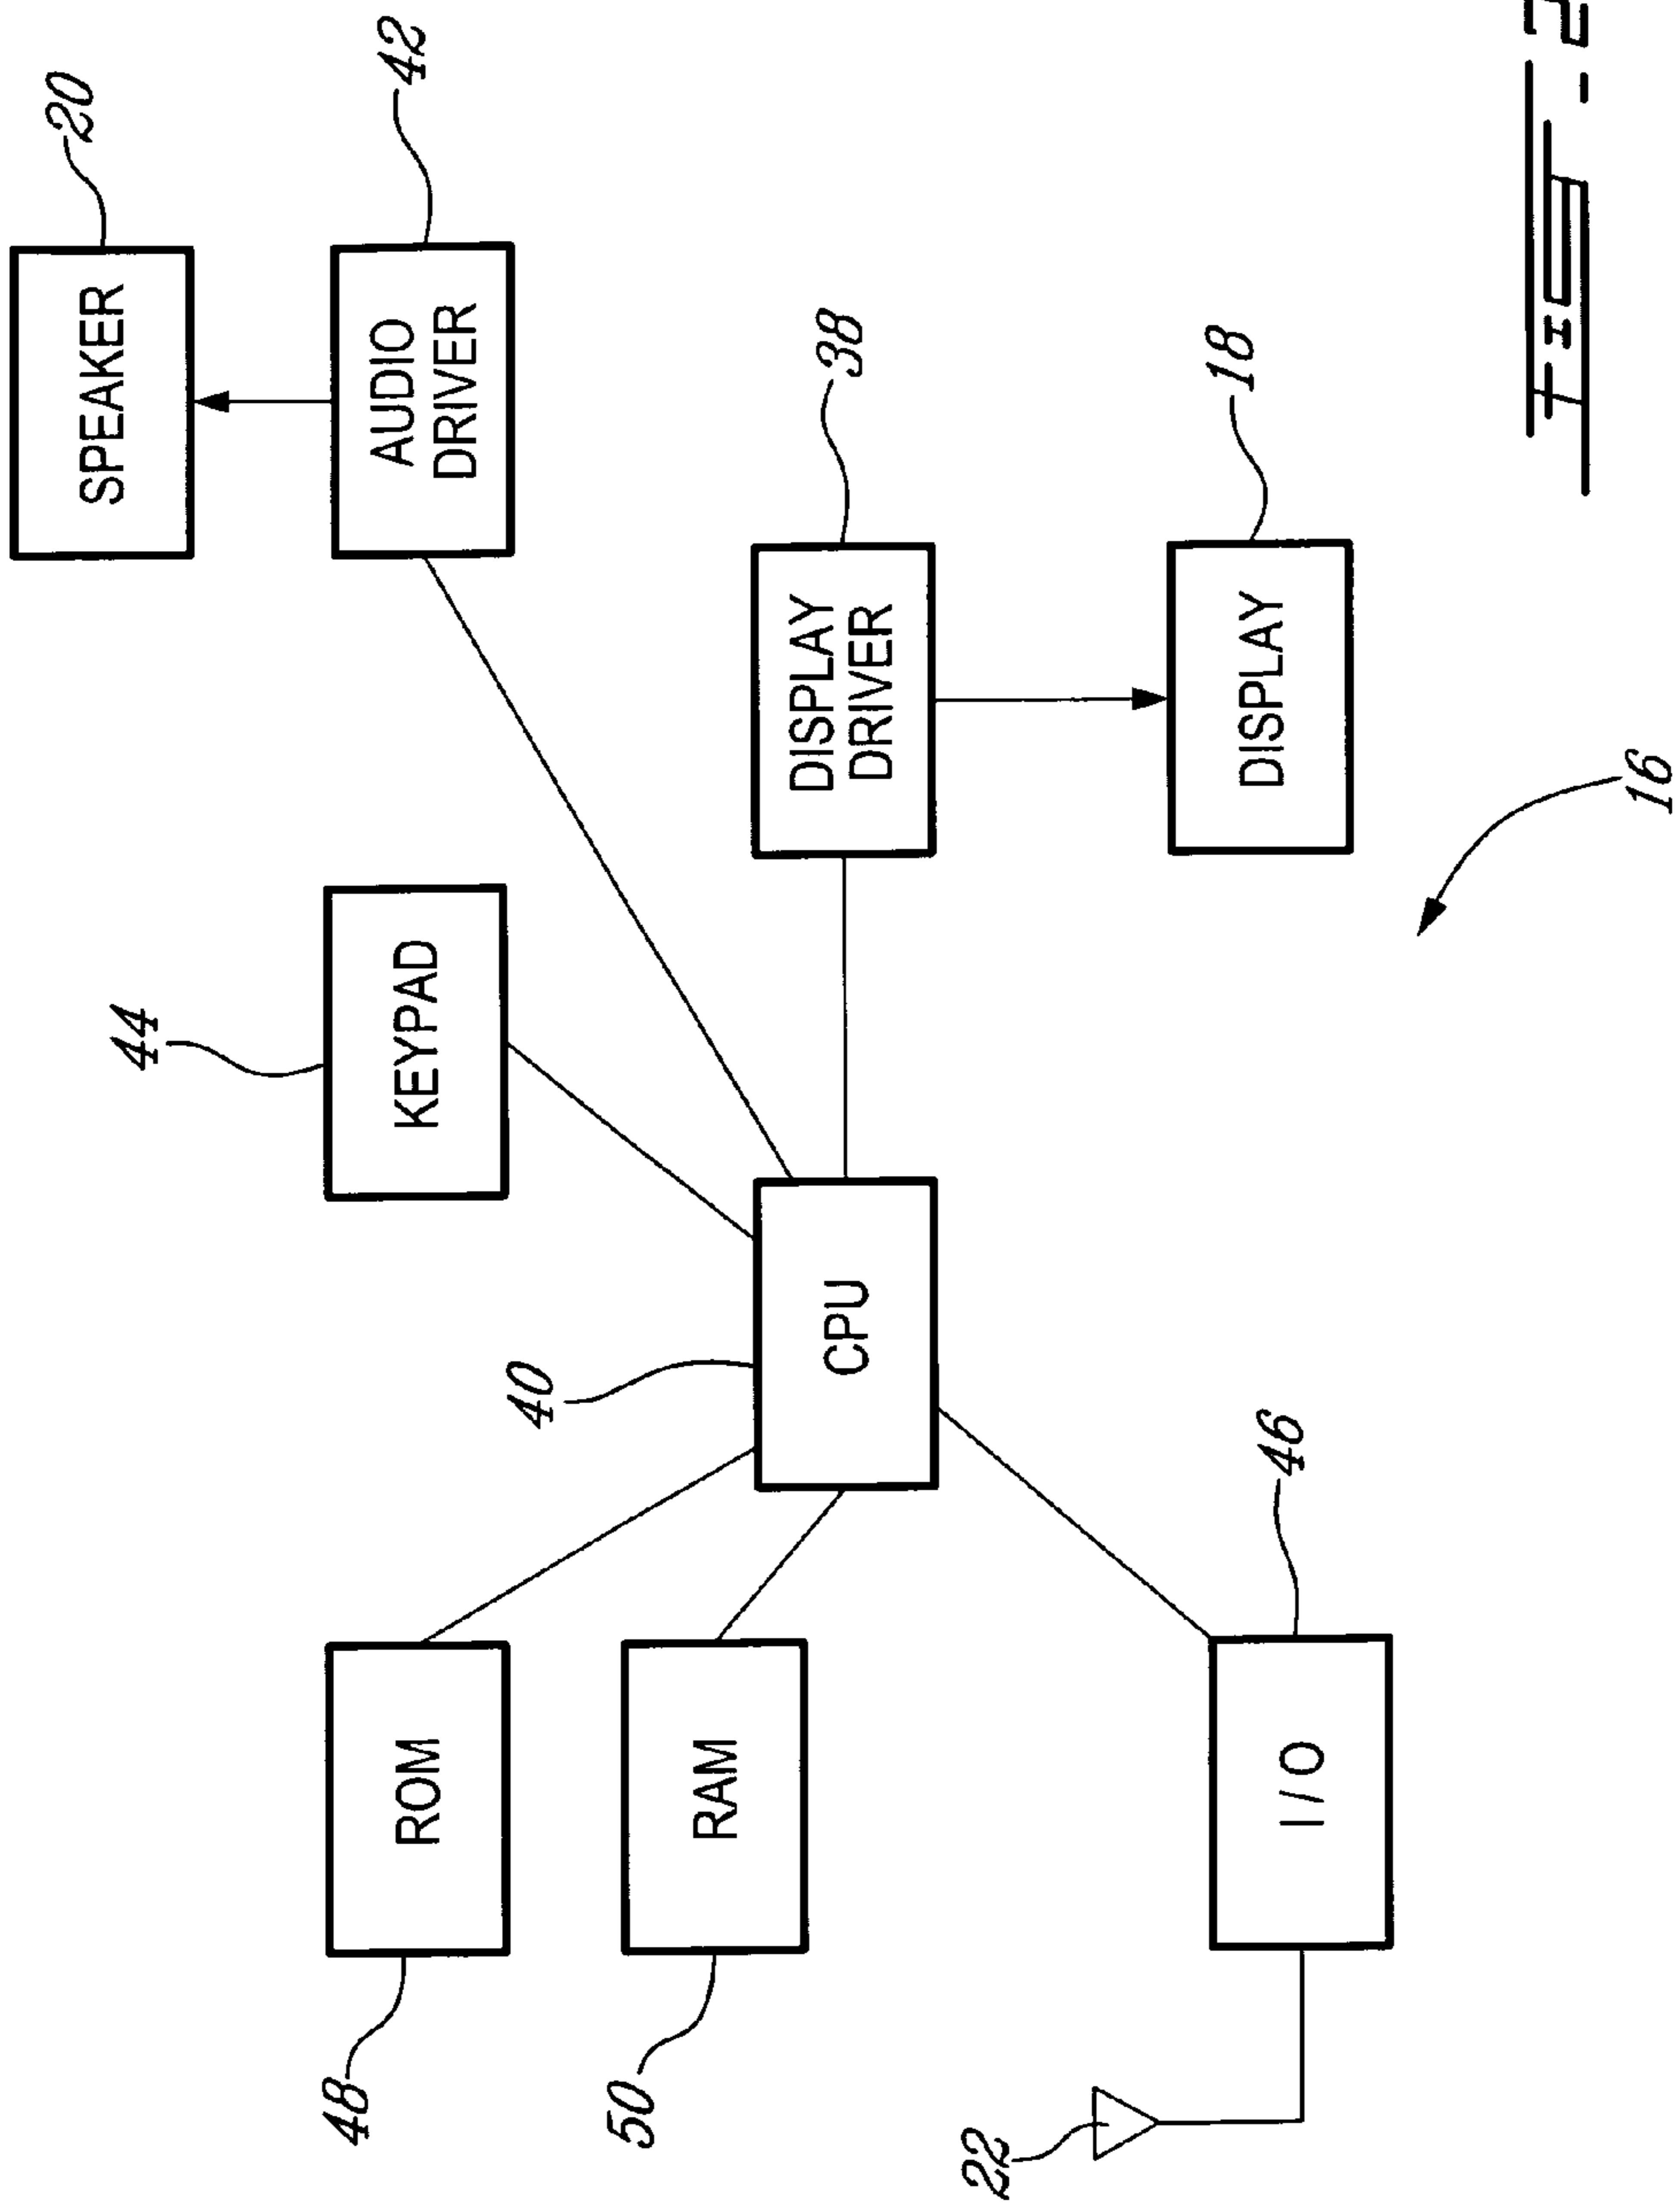 20
SPEAKER
44
48
42
ROM
KEYPAD
AUDIO
DRIVER
40
50
RAM
38
CPU
DISPLAY
DRIVER
22
18
DISPLAY
46
I/O
16
Fig-2